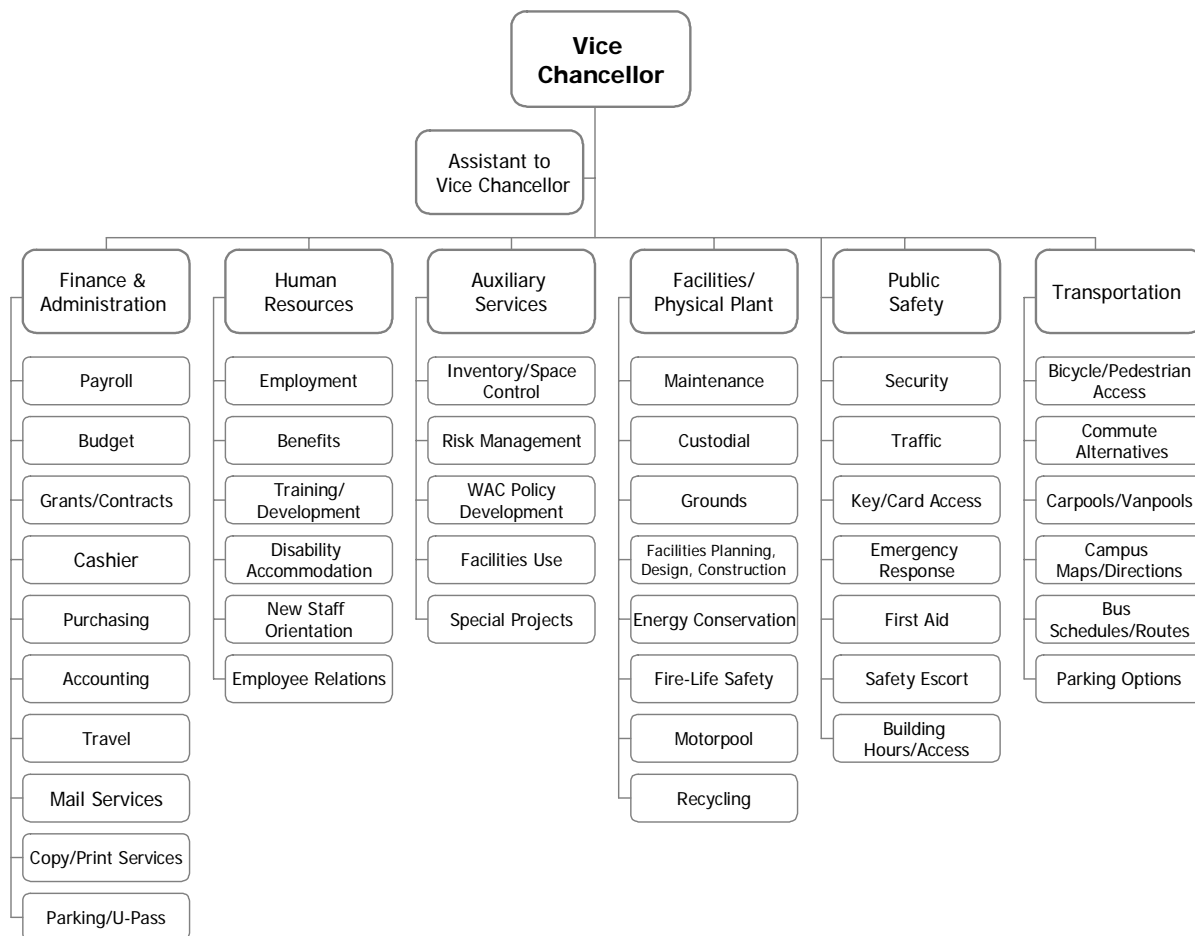 Vice
Chancellor
Assistant to
Vice Chancellor
Finance &
Administration
Payroll
Budget
Grants/Contracts
Cashier
Purchasing
Accounting
Travel
Mail Services
Copy/Print Services
Parking/U-Pass
Human
Resources
Employment
Benefits
Training/
Development
Disability
Accommodation
New Staff
Orientation
Employee Relations
Auxiliary
Services
Inventory/Space
Control
Risk Management
WAC Policy
Development
Facilities Use
Special Projects
Facilities/
Physical Plant
Maintenance
Custodial
Grounds
Facilities Planning,
Design, Construction
Energy Conservation
Fire-Life Safety
Motorpool
Recycling
Public
Safety
Security
Traffic
Key/Card Access
Emergency
Response
First Aid
Safety Escort
Building
Hours/Access
Transportation
Bicycle/Pedestrian
Access
Commute
Alternatives
Carpools/Vanpools
Campus
Maps/Directions
Bus
Schedules/Routes
Parking Options